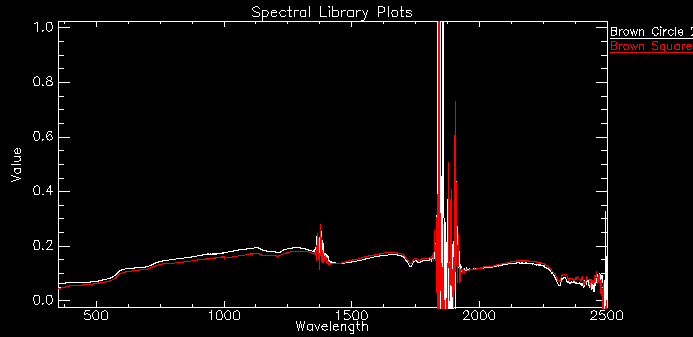 Spectral Library Plots
Brown Circle
Brown Square
1.0
0.8
0.6
0.4
0.2
0.0
Value
500
1000
1500
2000
2500
Wavelength